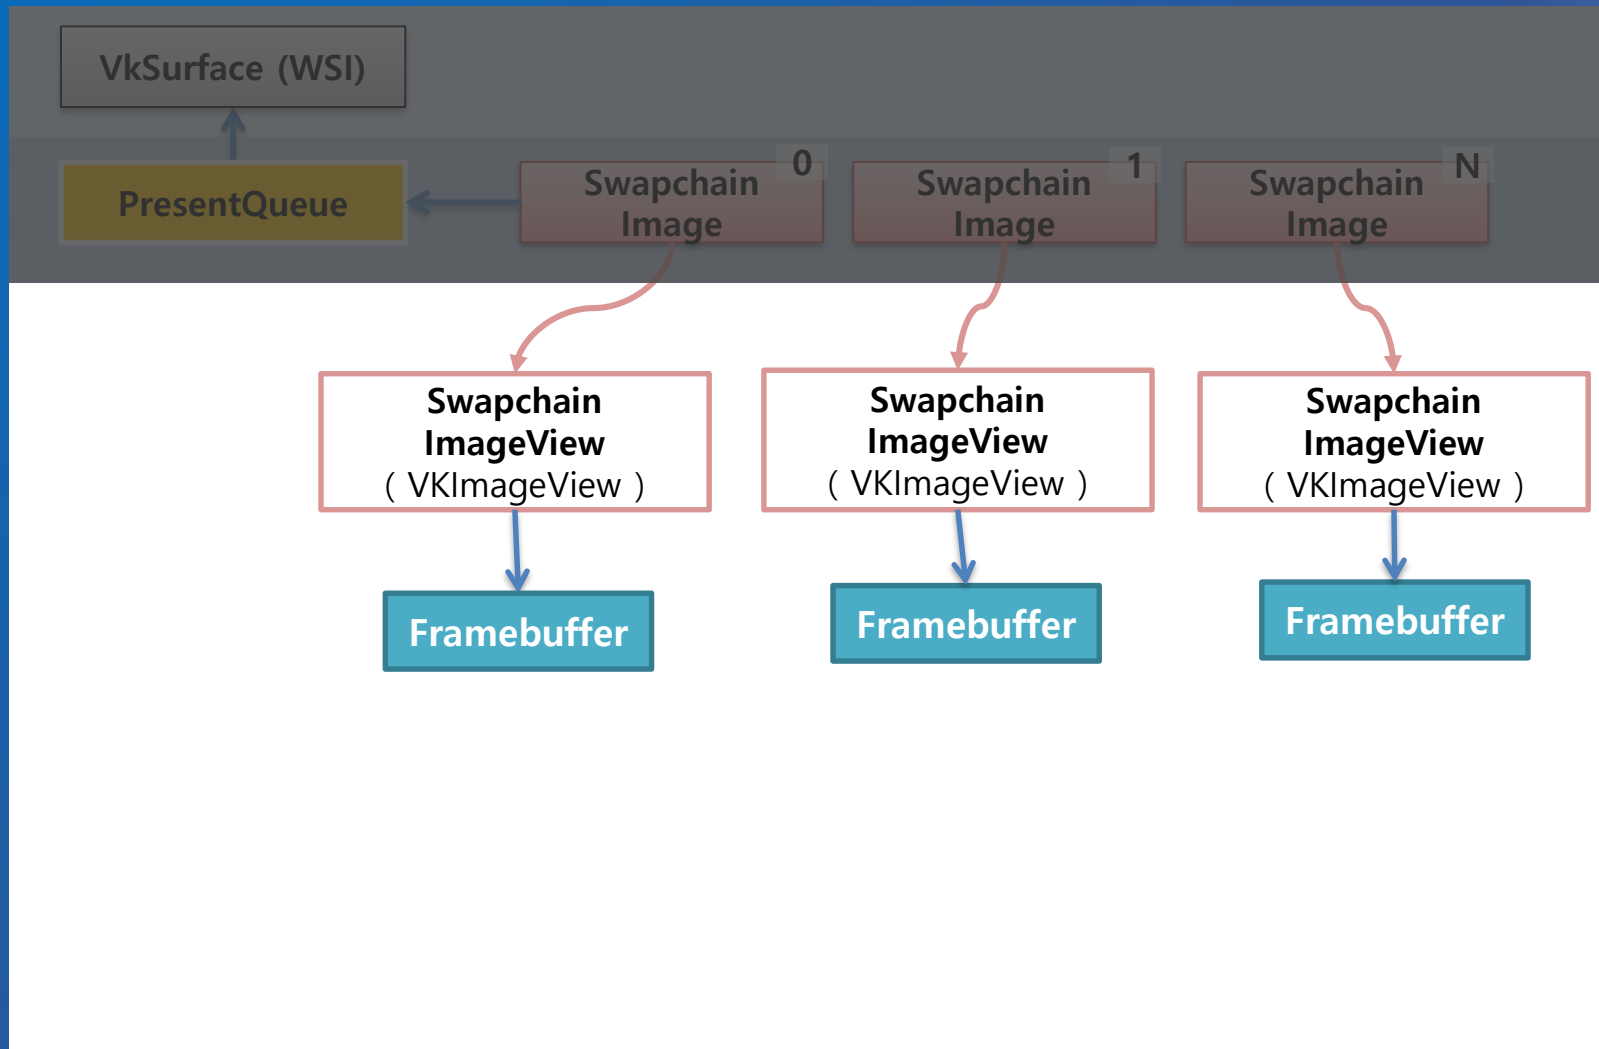 VkSurface (WSI)
PresentQueue
0
Swapchain
Image
1
Swapchain
Image
N
Swapchain
Image
Swapchain
ImageView
( VKImageView )
Swapchain
ImageView
( VKImageView )
Swapchain
ImageView
( VKImageView )
Framebuffer
Framebuffer
Framebuffer